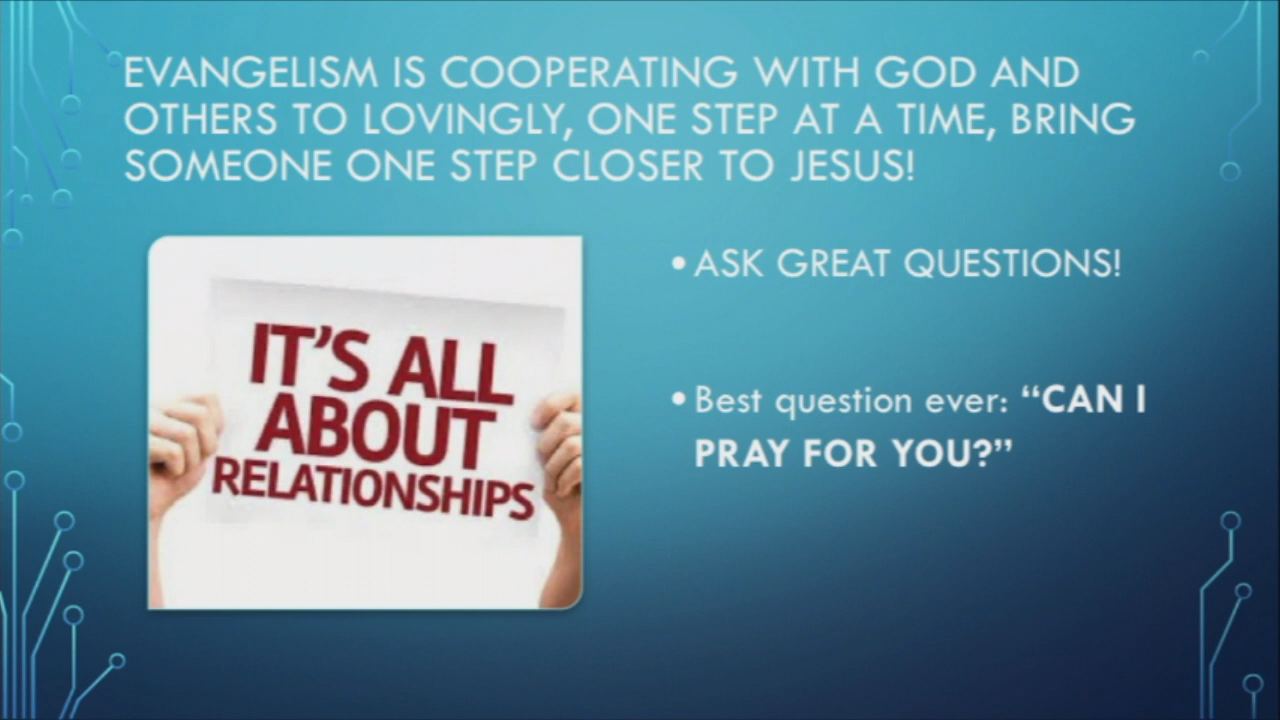 EVANGELISM IS COOPERATING WITH GOD AND
OTHERS TO LOVINGLY, ONE STEP AT A TIME, BRING
SOMEONE ONE STEP CLOSER TO JESUS!
IT'S ALL
ABOUT
RELATIONSHIPS
• ASK GREAT QUESTIONS!
• Best question ever: “CAN I
PRAY FOR YOU?”